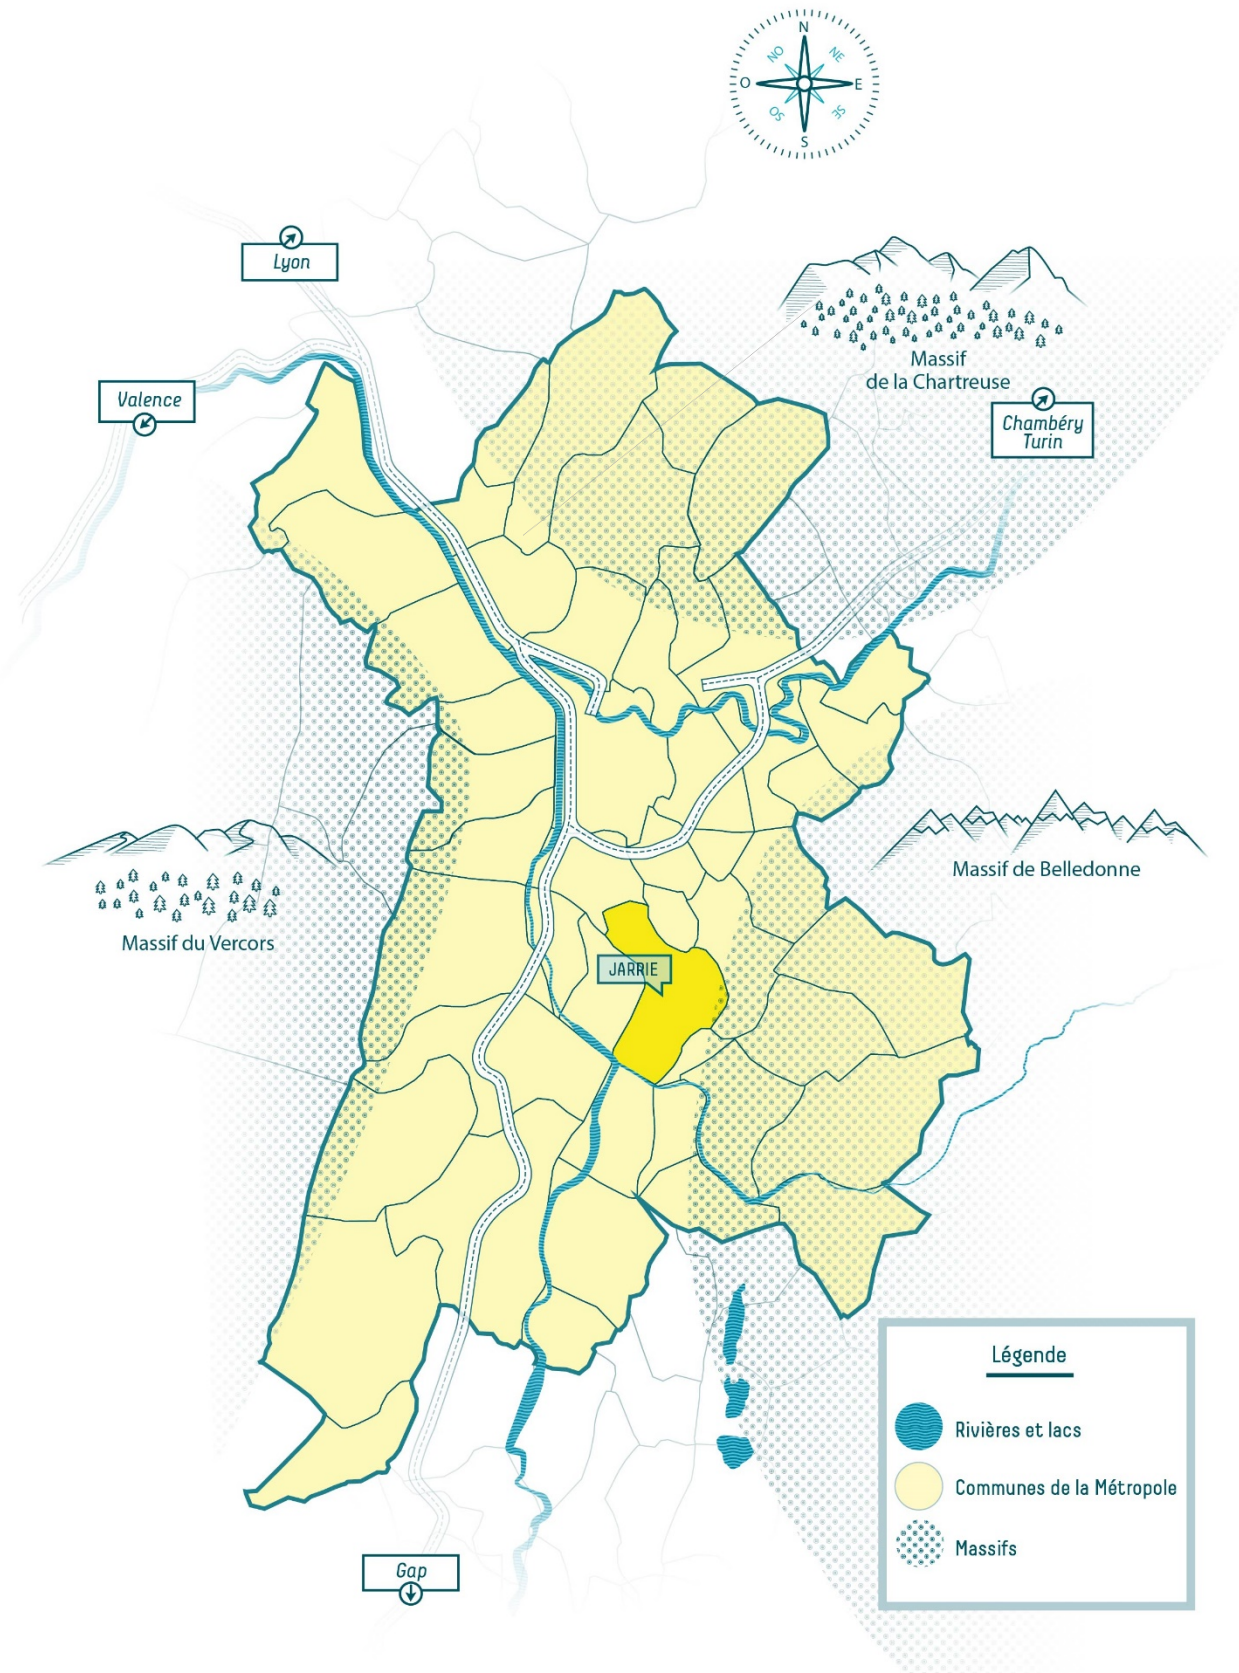 N
NO
NE
O
E
SO
SE
S
Lyon
Massif
de la Chartreuse
Valence
Chambéry
Turin
Massif de Belledonne
Massif du Vercors
JARRIE
Légende
Rivières et lacs
Communes de la Métropole
Massifs
Gap